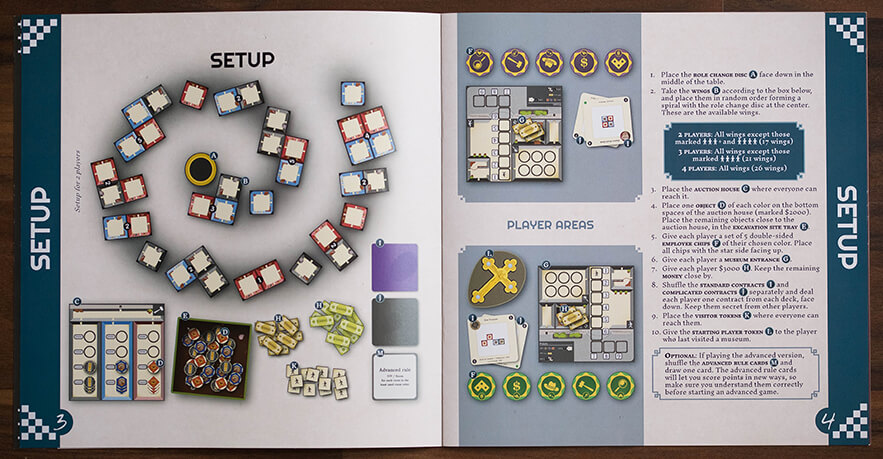 SETUP
SETUP
Setup for 2 players
A
B
C
E
D
D
H
H
K
I
J
M
Advanced rule
3
F
F
G
I
J
PLAYER AREAS
L
G
H
I
J
F
1. Place the ROLE CHANGE DISC A face down in the
middle of the table.
2. Take the WINGS B according to the box below,
and place them in random order forming a
spiral with the role change disc at the center.
These are the available wings.
2 PLAYERS: All wings except those
marked and (17 wings)
3 PLAYERS: All wings except those
marked (21 wings)
4 PLAYERS: All wings (26 wings)
3. Place the AUCTION HOUSE C where everyone can
reach it.
4. Place one OBJECT D of each color on the bottom
spaces of the auction house (marked $2000).
Place the remaining objects close to the
auction house, in the EXCAVATION SITE TRAY E.
5. Give each player a set of 5 double-sided
EMPLOYEE CHIPS F of their chosen color. Place
all chips with the star side facing up.
6. Give each player a MUSEUM ENTRANCE G.
7. Give each player $3000 H. Keep the remaining
MONEY close by.
8. Shuffle the STANDARD CONTRACTS I and
COMPLICATED CONTRACTS J separately and deal
each player one contract from each deck, face
down. Keep them secret from other players.
9. Place the VISITOR TOKENS K where everyone can
reach them.
10. Give the STARTING PLAYER TOKEN L to the player
who last visited a museum.
OPTIONAL: If playing the advanced version,
shuffle the ADVANCED RULE CARDS M and
draw one card. The advanced rule cards
will let you score points in new ways, so
make sure you understand them correctly
before starting an advanced game.
SETUP
4